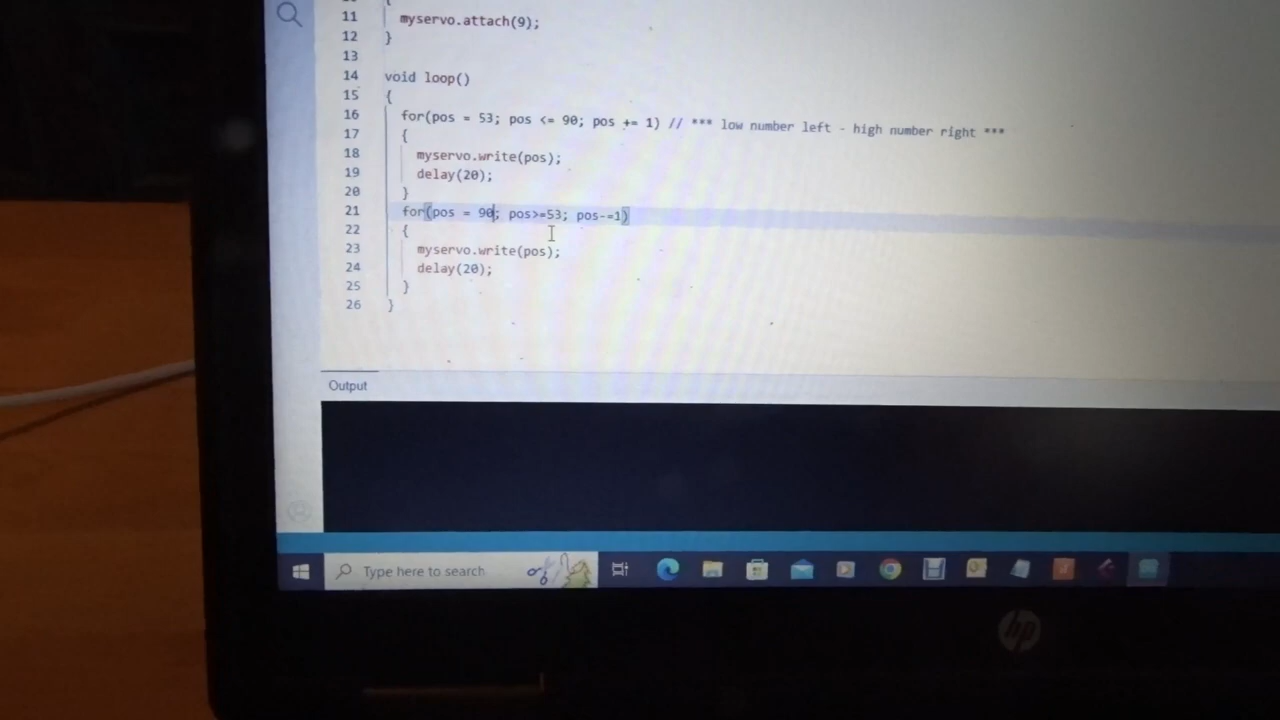 11 myservo.attach(9);
12 }
13
14 void loop()
15 {
16 for(pos = 53; pos <= 90; pos += 1) // *** low number left - high number right ***
17 {
18 myservo.write(pos);
19 delay(20);
20 }
21 for(pos = 90; pos>=53; pos-=1)
22 {
23 myservo.write(pos);
24 delay(20);
25 }
26 }
Output
Type here to search
hp